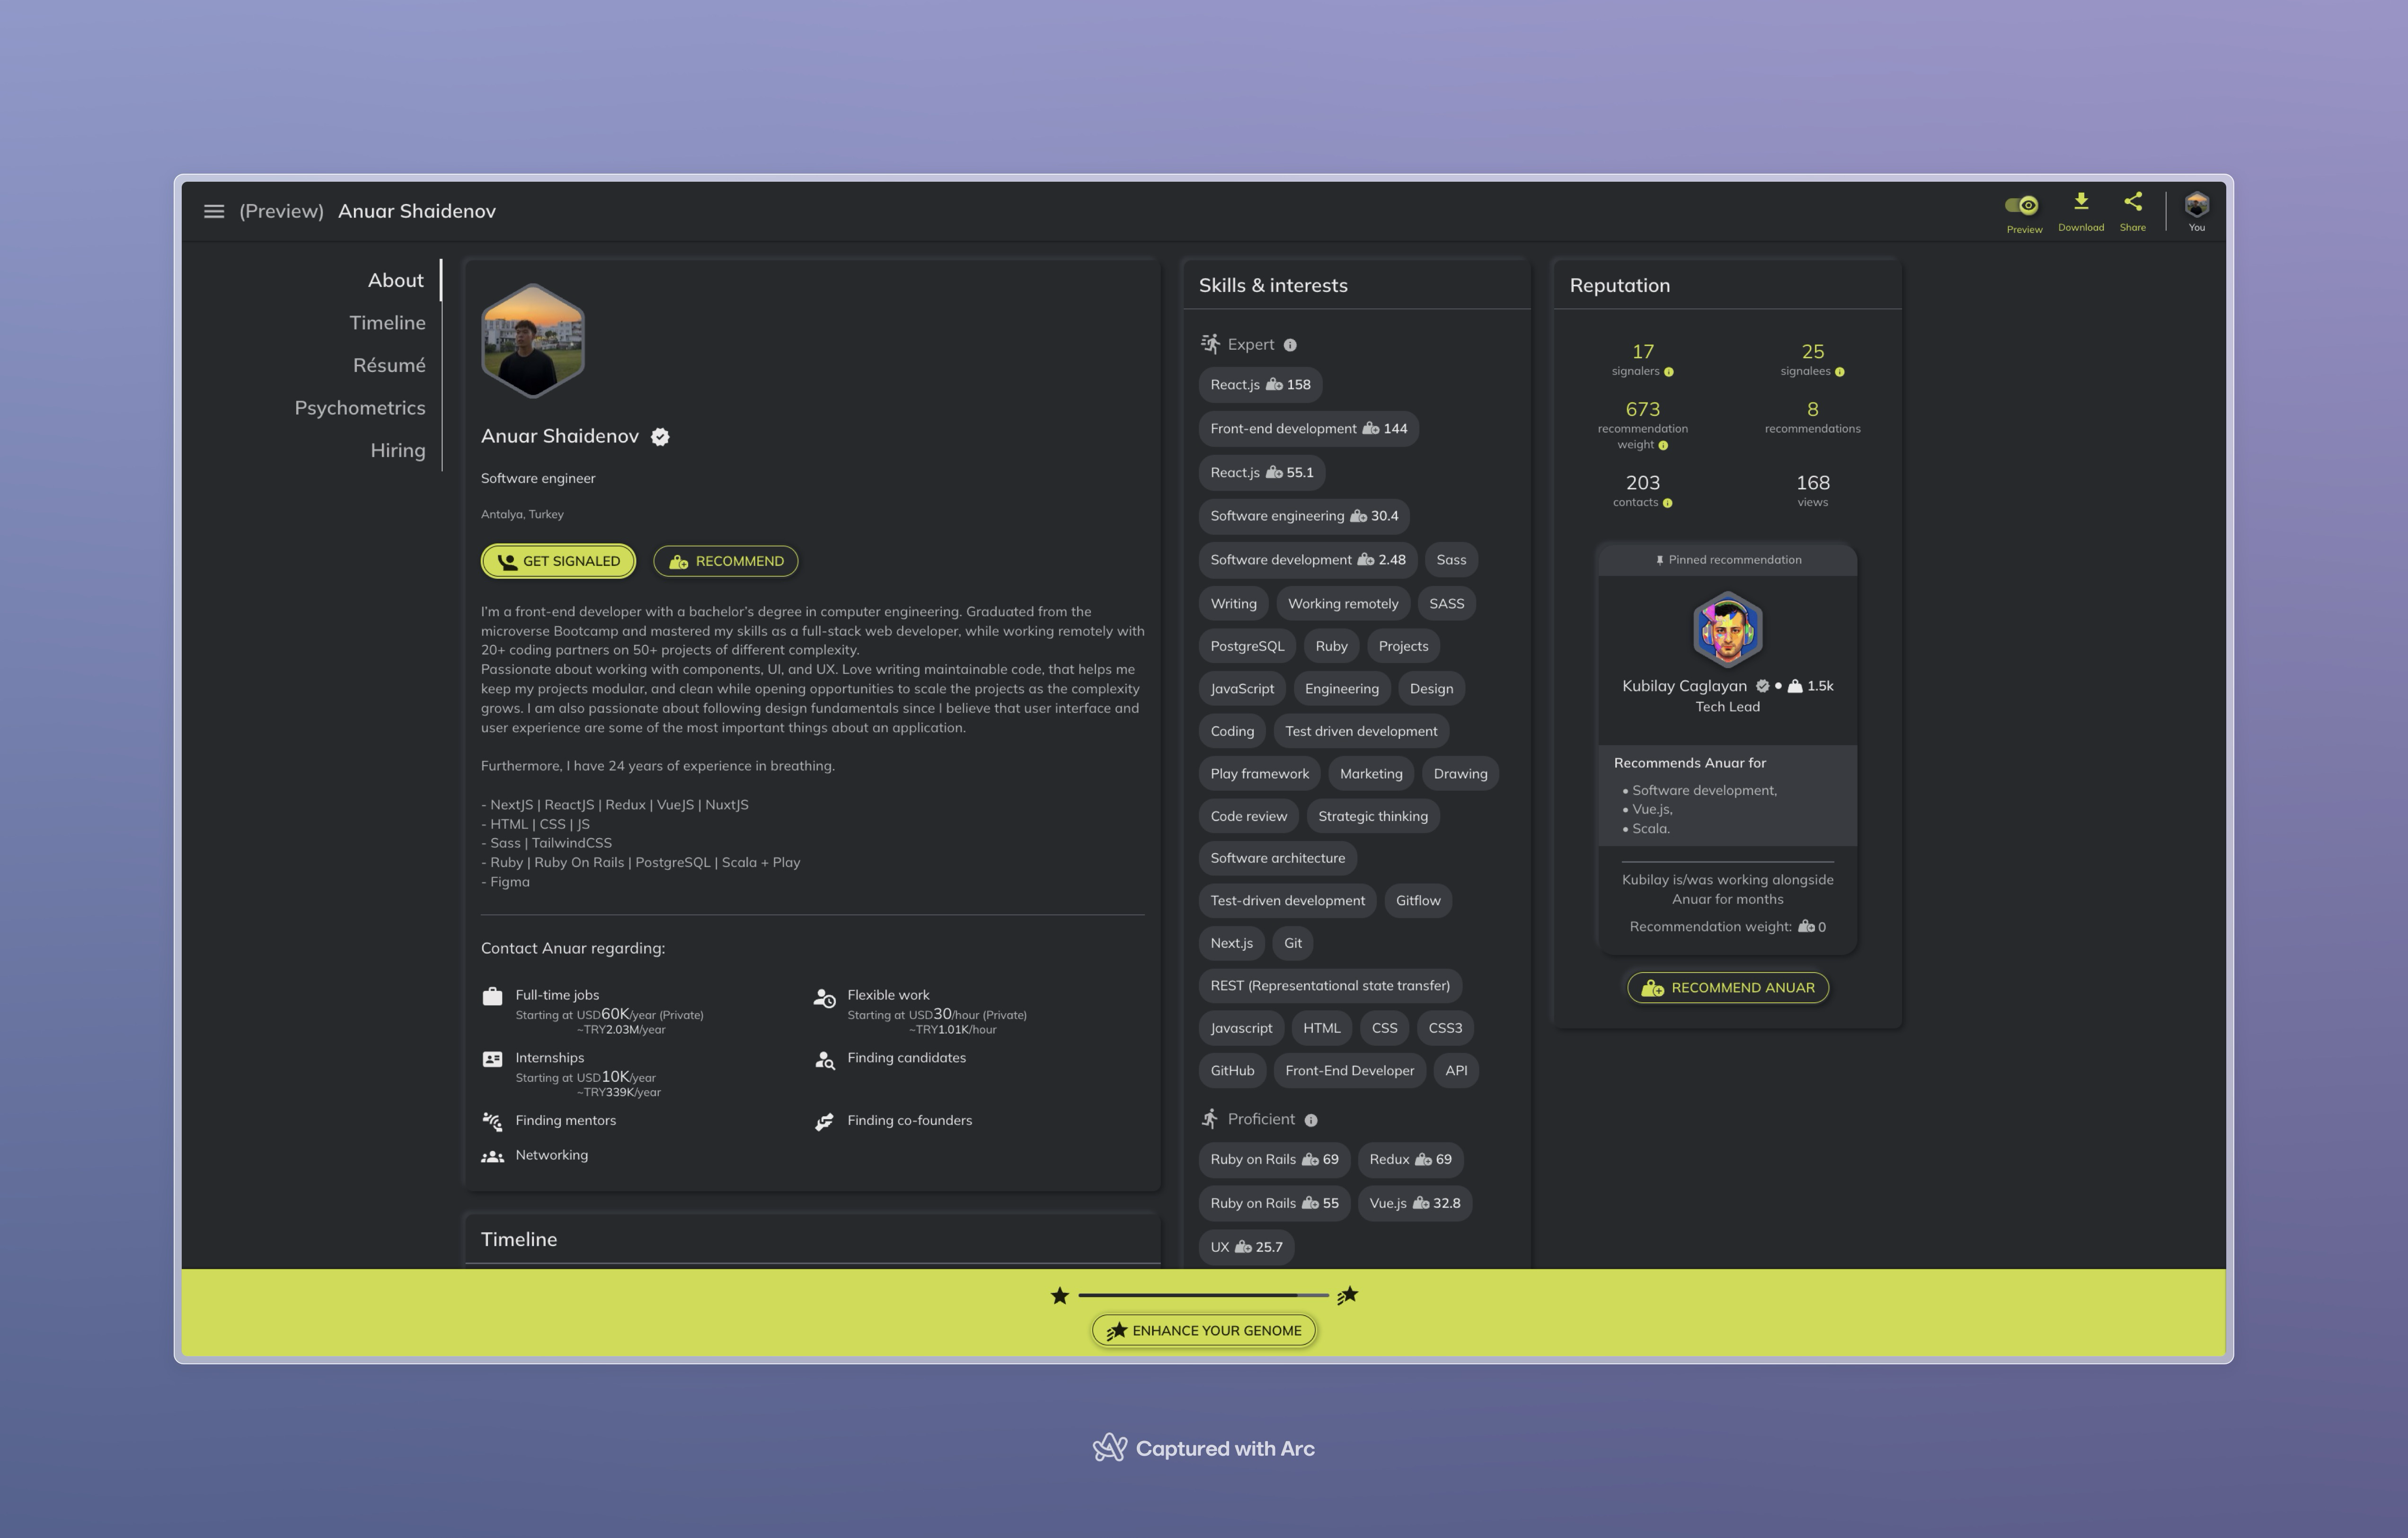 (Preview) Anuar Shaidenov
Preview
Download
Share
You
About
Timeline
Résumé
Psychometrics
Hiring
Anuar Shaidenov
Software engineer
Antalya, Turkey
GET SIGNALED
RECOMMEND
I'm a front-end developer with a bachelor's degree in computer engineering. Graduated from the
microverse Bootcamp and mastered my skills as a full-stack web developer, while working remotely with
20+ coding partners on 50+ projects of different complexity.
Passionate about working with components, UI, and UX. Love writing maintainable code, that helps me
keep my projects modular, and clean while opening opportunities to scale the projects as the complexity
grows. I am also passionate about following design fundamentals since I believe that user interface and
user experience are some of the most important things about an application.
Furthermore, I have 24 years of experience in breathing.
- NextJS | ReactJS | Redux | VueJS | NuxtJS
- HTML | CSS | JS
- Sass | TailwindCSS
- Ruby | Ruby On Rails | PostgreSQL | Scala + Play
- Figma
Contact Anuar regarding:
Full-time jobs
Starting at USD60K/year (Private)
~TRY2.03M/year
Flexible work
Starting at USD30/hour (Private)
~TRY1.01K/hour
Internships
Starting at USD10K/year
~TRY339K/year
Finding candidates
Finding mentors
Finding co-founders
Networking
Timeline
Skills & interests
Expert
React.js 158
Front-end development 144
React.js 55.1
Software engineering 30.4
Software development 2.48 Sass
Writing Working remotely SASS
PostgreSQL Ruby Projects
JavaScript Engineering Design
Coding Test driven development
Play framework Marketing Drawing
Code review Strategic thinking
Software architecture
Test-driven development Gitflow
Next.js Git
REST (Representational state transfer)
Javascript HTML CSS CSS3
GitHub Front-End Developer API
Proficient
Ruby on Rails 69 Redux 69
Ruby on Rails 55 Vue.js 32.8
UX 25.7
Reputation
17
signalers
25
signalees
673
recommendation
weight
8
recommendations
203
contacts
168
views
Pinned recommendation
Kubilay Caglayan • 1.5k
Tech Lead
Recommends Anuar for
• Software development,
• Vue.js,
• Scala.
Kubilay is/was working alongside
Anuar for months
Recommendation weight: 0
RECOMMEND ANUAR
ENHANCE YOUR GENOME
Captured with Arc